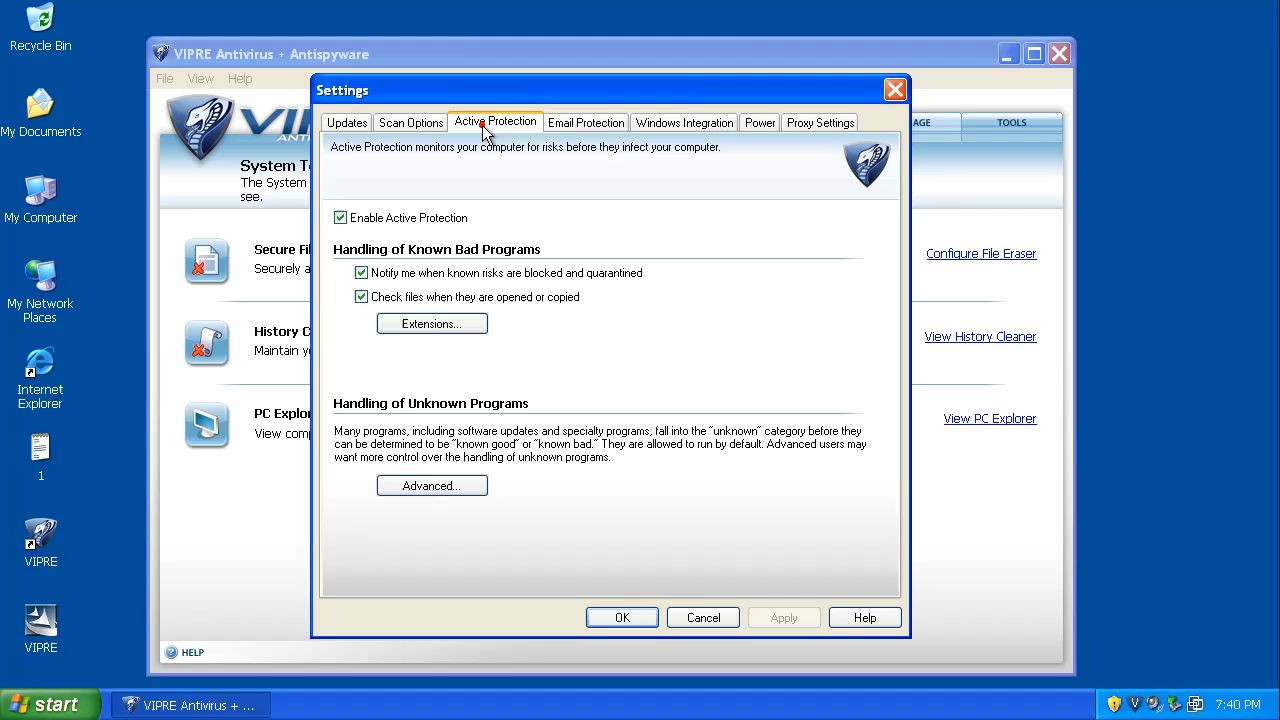 Recycle Bin
My Documents
My Computer
My Network
Places
Internet
Explorer
1
VIPRE
VIPRE
VIPRE Antivirus + Antispyware
File View Help
VIP
ANTI
AGE
TOOLS
System T
The System
see.
Secure Fil
Securely a
Configure File Eraser
History C
Maintain y
View History Cleaner
PC Explor
View com
View PC Explorer
HELP
Settings
Update Scan Options Active Protection Email Protection Windows Integration Power Proxy Settings
Active Protection monitors your computer for risks before they infect your computer.
Enable Active Protection
Handling of Known Bad Programs
Notify me when known risks are blocked and quarantined
Check files when they are opened or copied
Extensions...
Handling of Unknown Programs
Many programs, including software updates and specialty programs, fall into the "unknown" category before they
can be determined to be "known good" or "known bad." They are allowed to run by default. Advanced users may
want more control over the handling of unknown programs.
Advanced...
OK Cancel Apply Help
start
VIPRE Antivirus + ...
V
7:40 PM